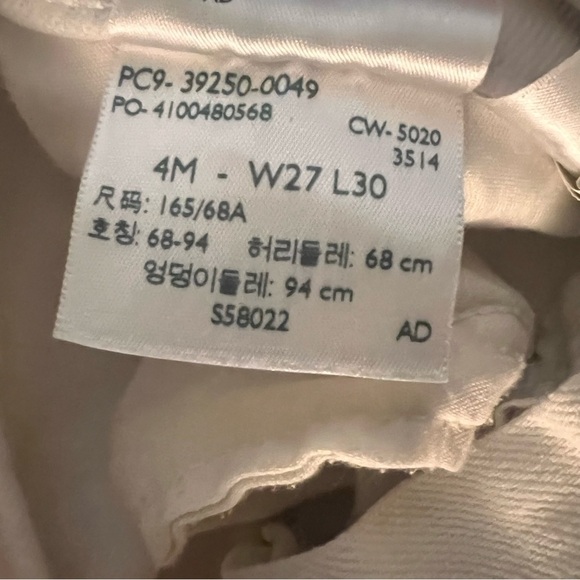 AD
PC9- 39250-0049
PO- 4100480568
CW- 5020
3514
4M - W27 L30
尺码: 165/68A
호칭: 68-94 허리둘레: 68 cm
엉덩이둘레: 94 cm
S58022
AD